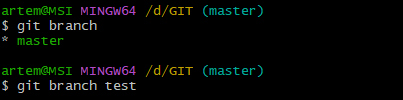 artem@MSI MINGW64 /d/GIT (master)
$ git branch
* master
artem@MSI MINGW64 /d/GIT (master)
$ git branch test